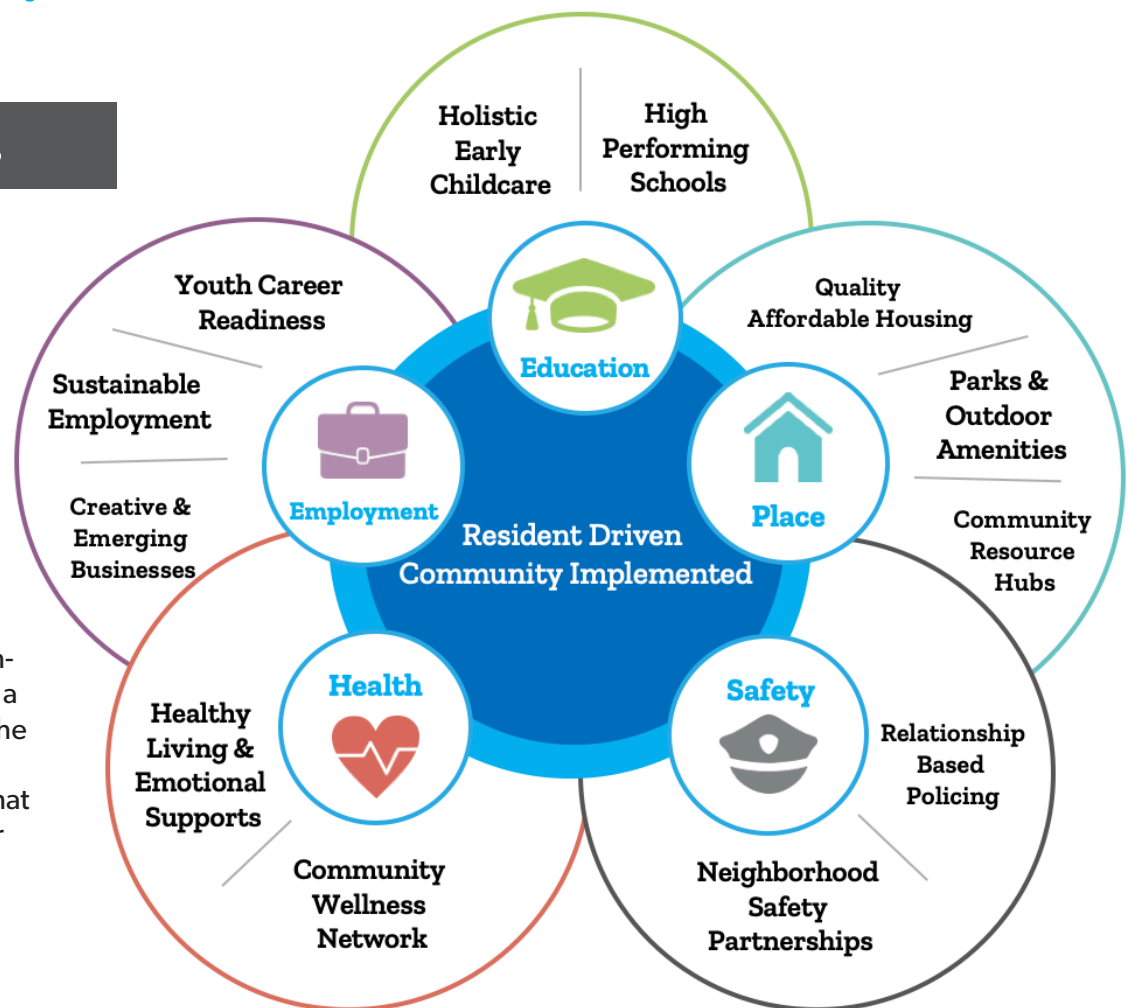 Holistic
Early
Childcare
High
Performing
Schools
Education
Youth Career
Readiness
Sustainable
Employment
Creative &
Emerging
Businesses
Employment
Quality
Affordable Housing
Parks &
Outdoor
Amenities
Community
Resource
Hubs
Place
Resident Driven
Community Implemented
Health
Healthy
Living &
Emotional
Supports
Community
Wellness
Network
Safety
Relationship
Based
Policing
Neighborhood
Safety
Partnerships
a